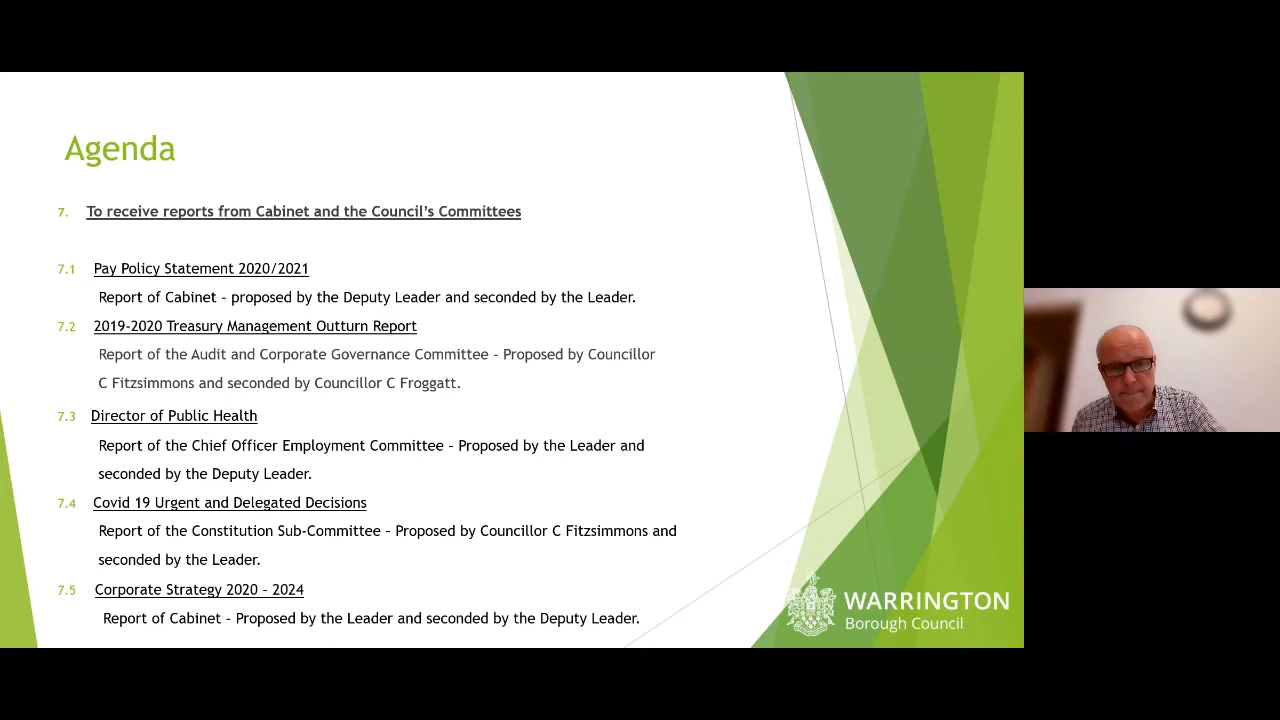 Agenda
7. To receive reports from Cabinet and the Council's Committees
7.1 Pay Policy Statement 2020/2021
Report of Cabinet – proposed by the Deputy Leader and seconded by the Leader.
7.2 2019-2020 Treasury Management Outturn Report
Report of the Audit and Corporate Governance Committee – Proposed by Councillor
C Fitzsimmons and seconded by Councillor C Froggatt.
7.3 Director of Public Health
Report of the Chief Officer Employment Committee – Proposed by the Leader and
seconded by the Deputy Leader.
7.4 Covid 19 Urgent and Delegated Decisions
Report of the Constitution Sub-Committee – Proposed by Councillor C Fitzsimmons and
seconded by the Leader.
7.5 Corporate Strategy 2020 – 2024
Report of Cabinet – Proposed by the Leader and seconded by the Deputy Leader.
WARRINGTON
Borough Council